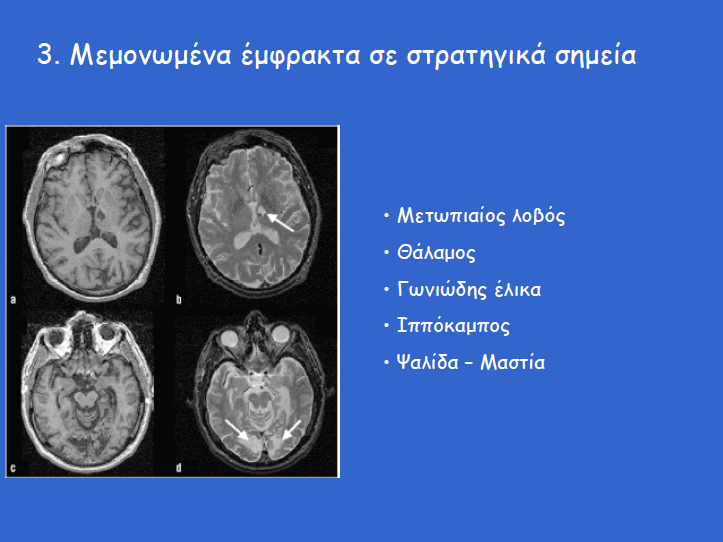 3. Μεμονωμένα έμφρακτα σε στρατηγικά σημεία
a
b
• Μετωπιαίος λοβός
• Θάλαμος
• Γωνιώδης έλικα
• Ιππόκαμπος
• Ψαλίδα – Μαστία
c
d